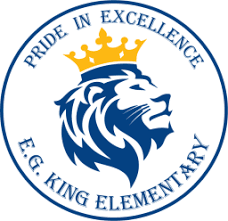 PRIDE IN EXCELLENCE
E.G. KING ELEMENTARY